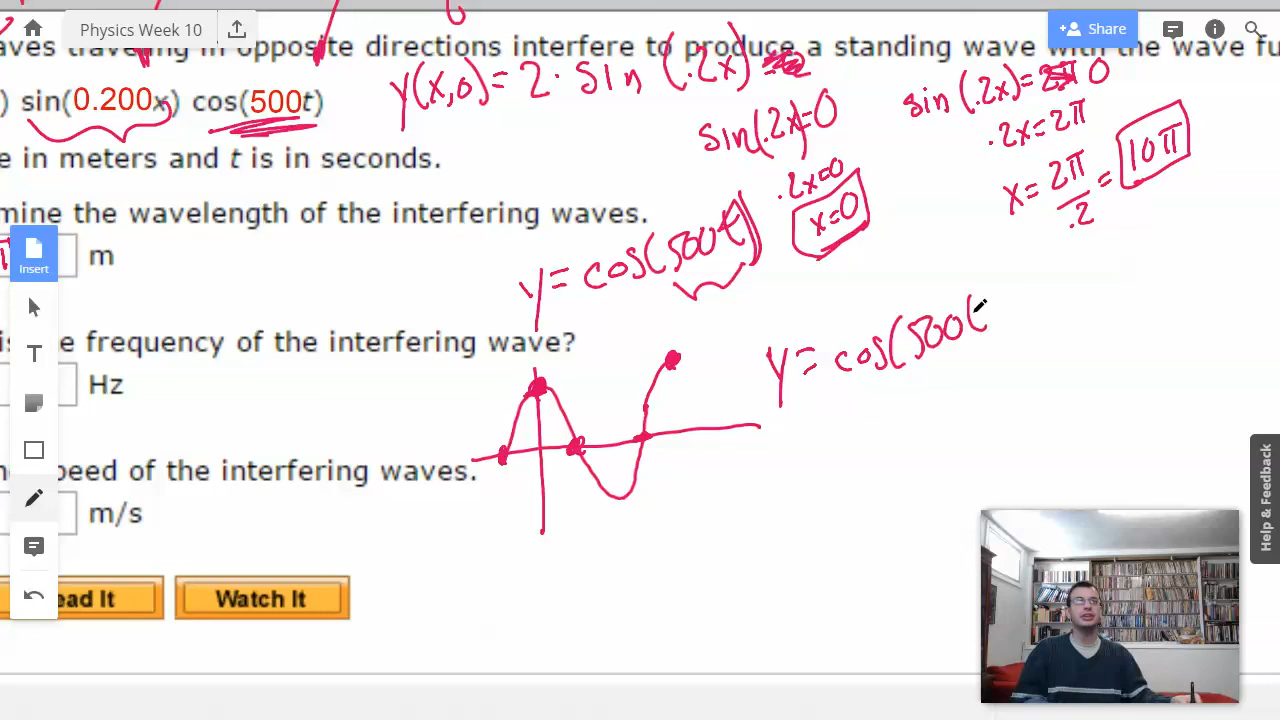 Physics Week 10
Share
aves traveling in opposite directions interfere to produce a standing wave with the wave fu
y(x,0) = 2 · sin (.2x)
) sin(0.200x) cos(500t)
sin(.2x)=0
.2x=0
x=0
sin(.2x)= 0
.2x=2π
x= 2π/.2 = 10π
e in meters and t is in seconds.
mine the wavelength of the interfering waves.
m
Insert
y = cos(500t)
T
e frequency of the interfering wave?
Hz
y = cos(500(
peed of the interfering waves.
m/s
ead It
Watch It
Help & Feedback